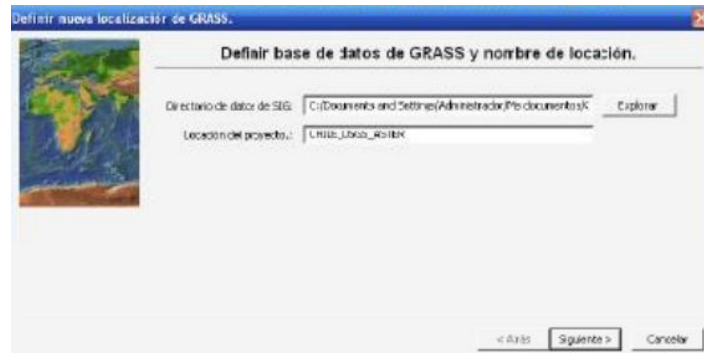 Definir nueva localización de GRASS.
Definir base de datos de GRASS y nombre de locación.
Directorio de datos de SIG:
C:/Documents and Settings/Administrador/Mis documentos/
Explorar
Locación del proyecto.:
CHILE_USGS_ASTER
< Atrás
Siguiente >
Cancelar